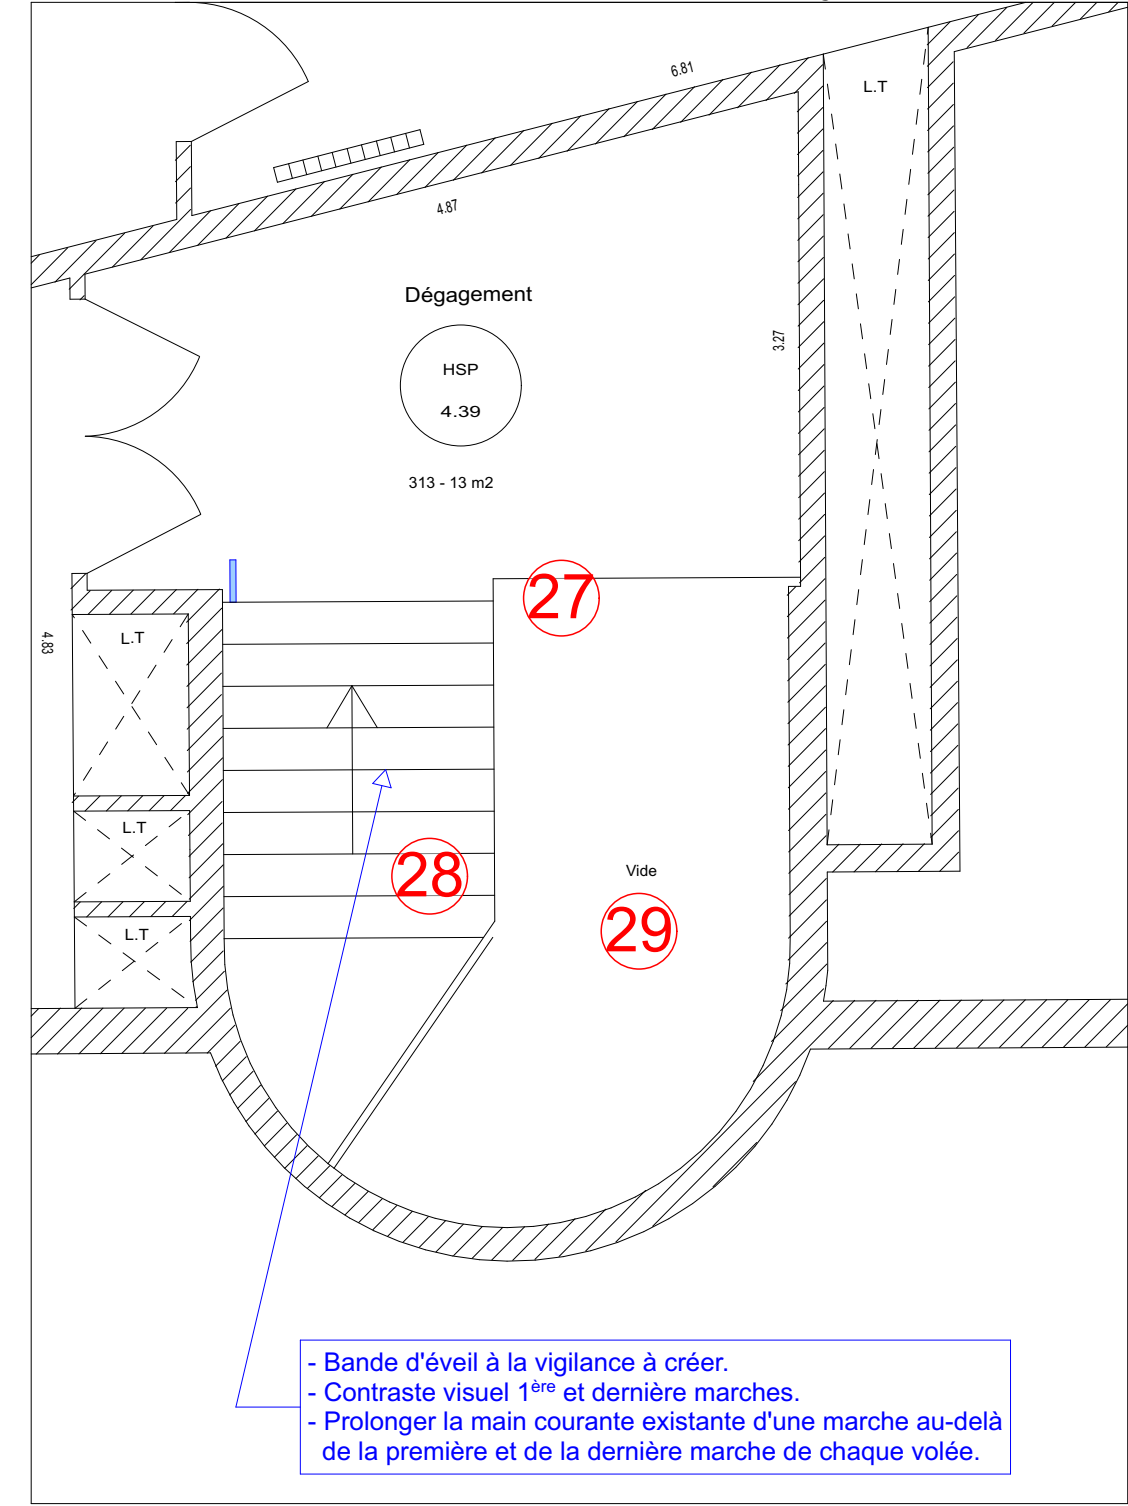 6.81
L.T
4.87
Dégagement
HSP
4.39
3.27
313 - 13 m2
27
4.83
L.T
L.T
28
Vide
29
L.T
- Bande d'éveil à la vigilance à créer.
- Contraste visuel 1ère et dernière marches.
- Prolonger la main courante existante d'une marche au-delà
de la première et de la dernière marche de chaque volée.